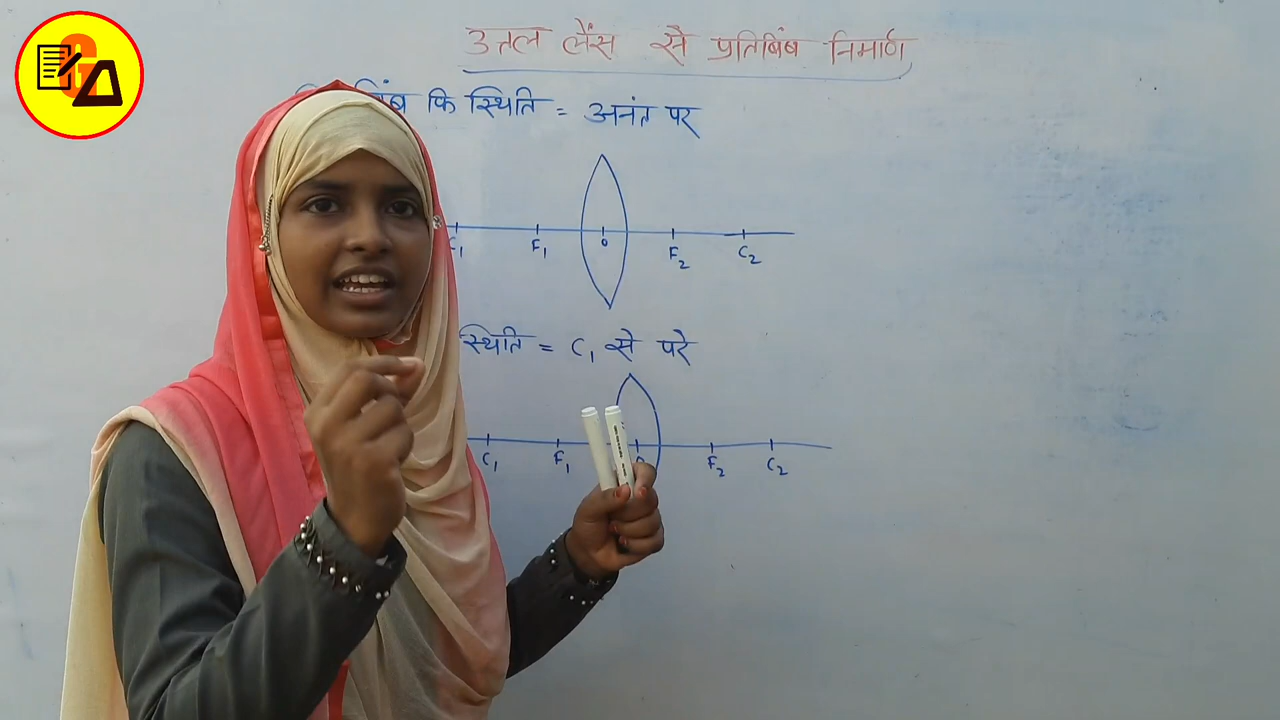 उत्तल लैंस से प्रतिबिंब निमार्ण
बिंब कि स्थिति = अनंत पर
C₁ F₁ O F₂ C₂
स्थिति = C₁ से परे
C₁ F₁ F₂ C₂